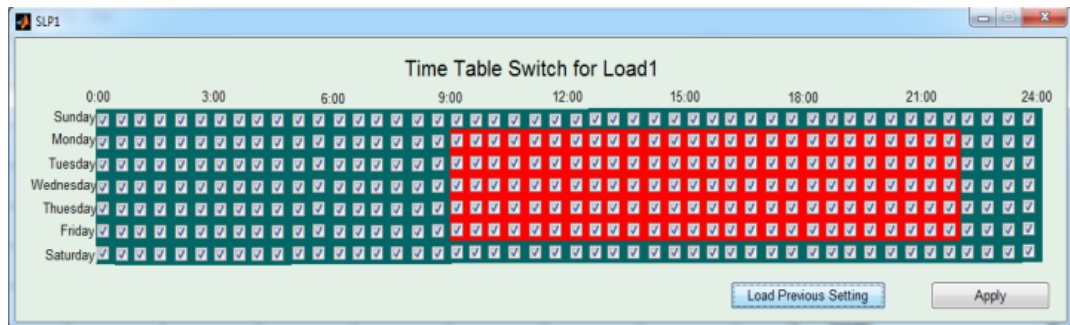 SLP1
Time Table Switch for Load1
0:00 3:00 6:00 9:00 12:00 15:00 18:00 21:00 24:00
Sunday
Monday
Tuesday
Wednesday
Thuesday
Friday
Saturday
Load Previous Setting Apply